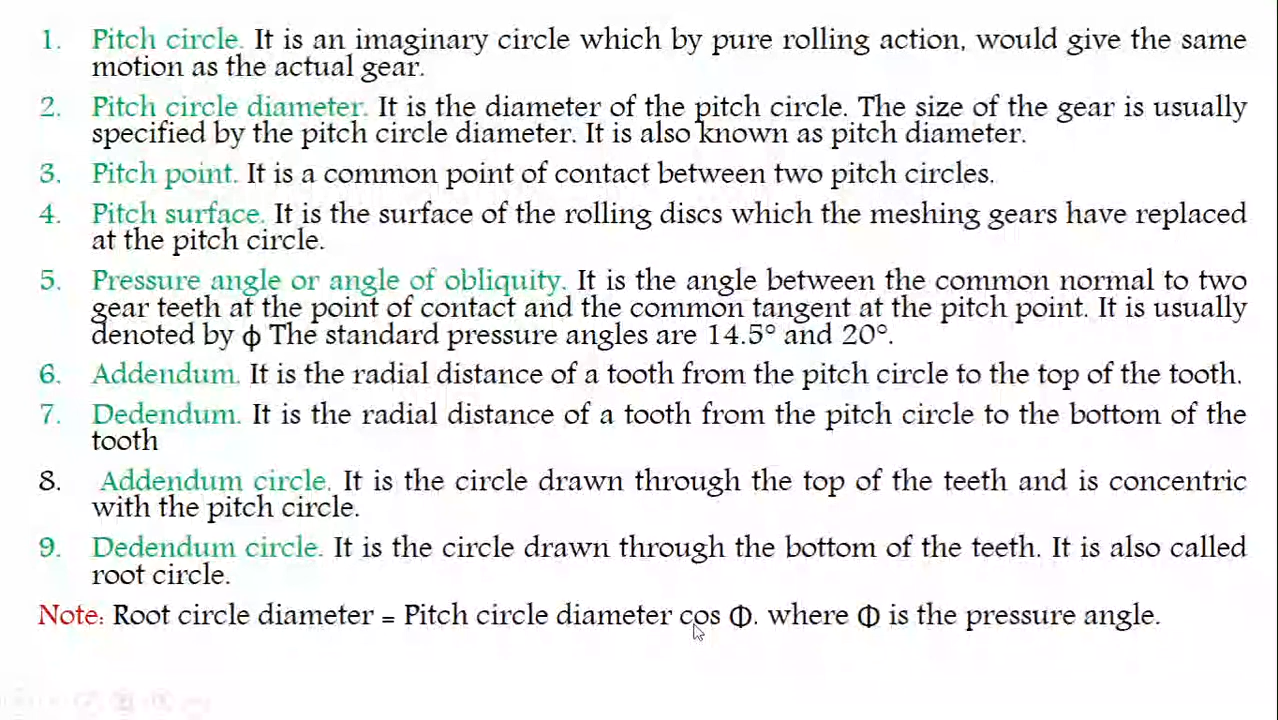 1. Pitch circle. It is an imaginary circle which by pure rolling action, would give the same
motion as the actual gear.
2. Pitch circle diameter. It is the diameter of the pitch circle. The size of the gear is usually
specified by the pitch circle diameter. It is also known as pitch diameter.
3. Pitch point. It is a common point of contact between two pitch circles.
4. Pitch surface. It is the surface of the rolling discs which the meshing gears have replaced
at the pitch circle.
5. Pressure angle or angle of obliquity. It is the angle between the common normal to two
gear teeth at the point of contact and the common tangent at the pitch point. It is usually
denoted by ϕ The standard pressure angles are 14.5° and 20°.
6. Addendum. It is the radial distance of a tooth from the pitch circle to the top of the tooth.
7. Dedendum. It is the radial distance of a tooth from the pitch circle to the bottom of the
tooth
8. Addendum circle. It is the circle drawn through the top of the teeth and is concentric
with the pitch circle.
9. Dedendum circle. It is the circle drawn through the bottom of the teeth. It is also called
root circle.
Note: Root circle diameter = Pitch circle diameter cos Φ. where Φ is the pressure angle.